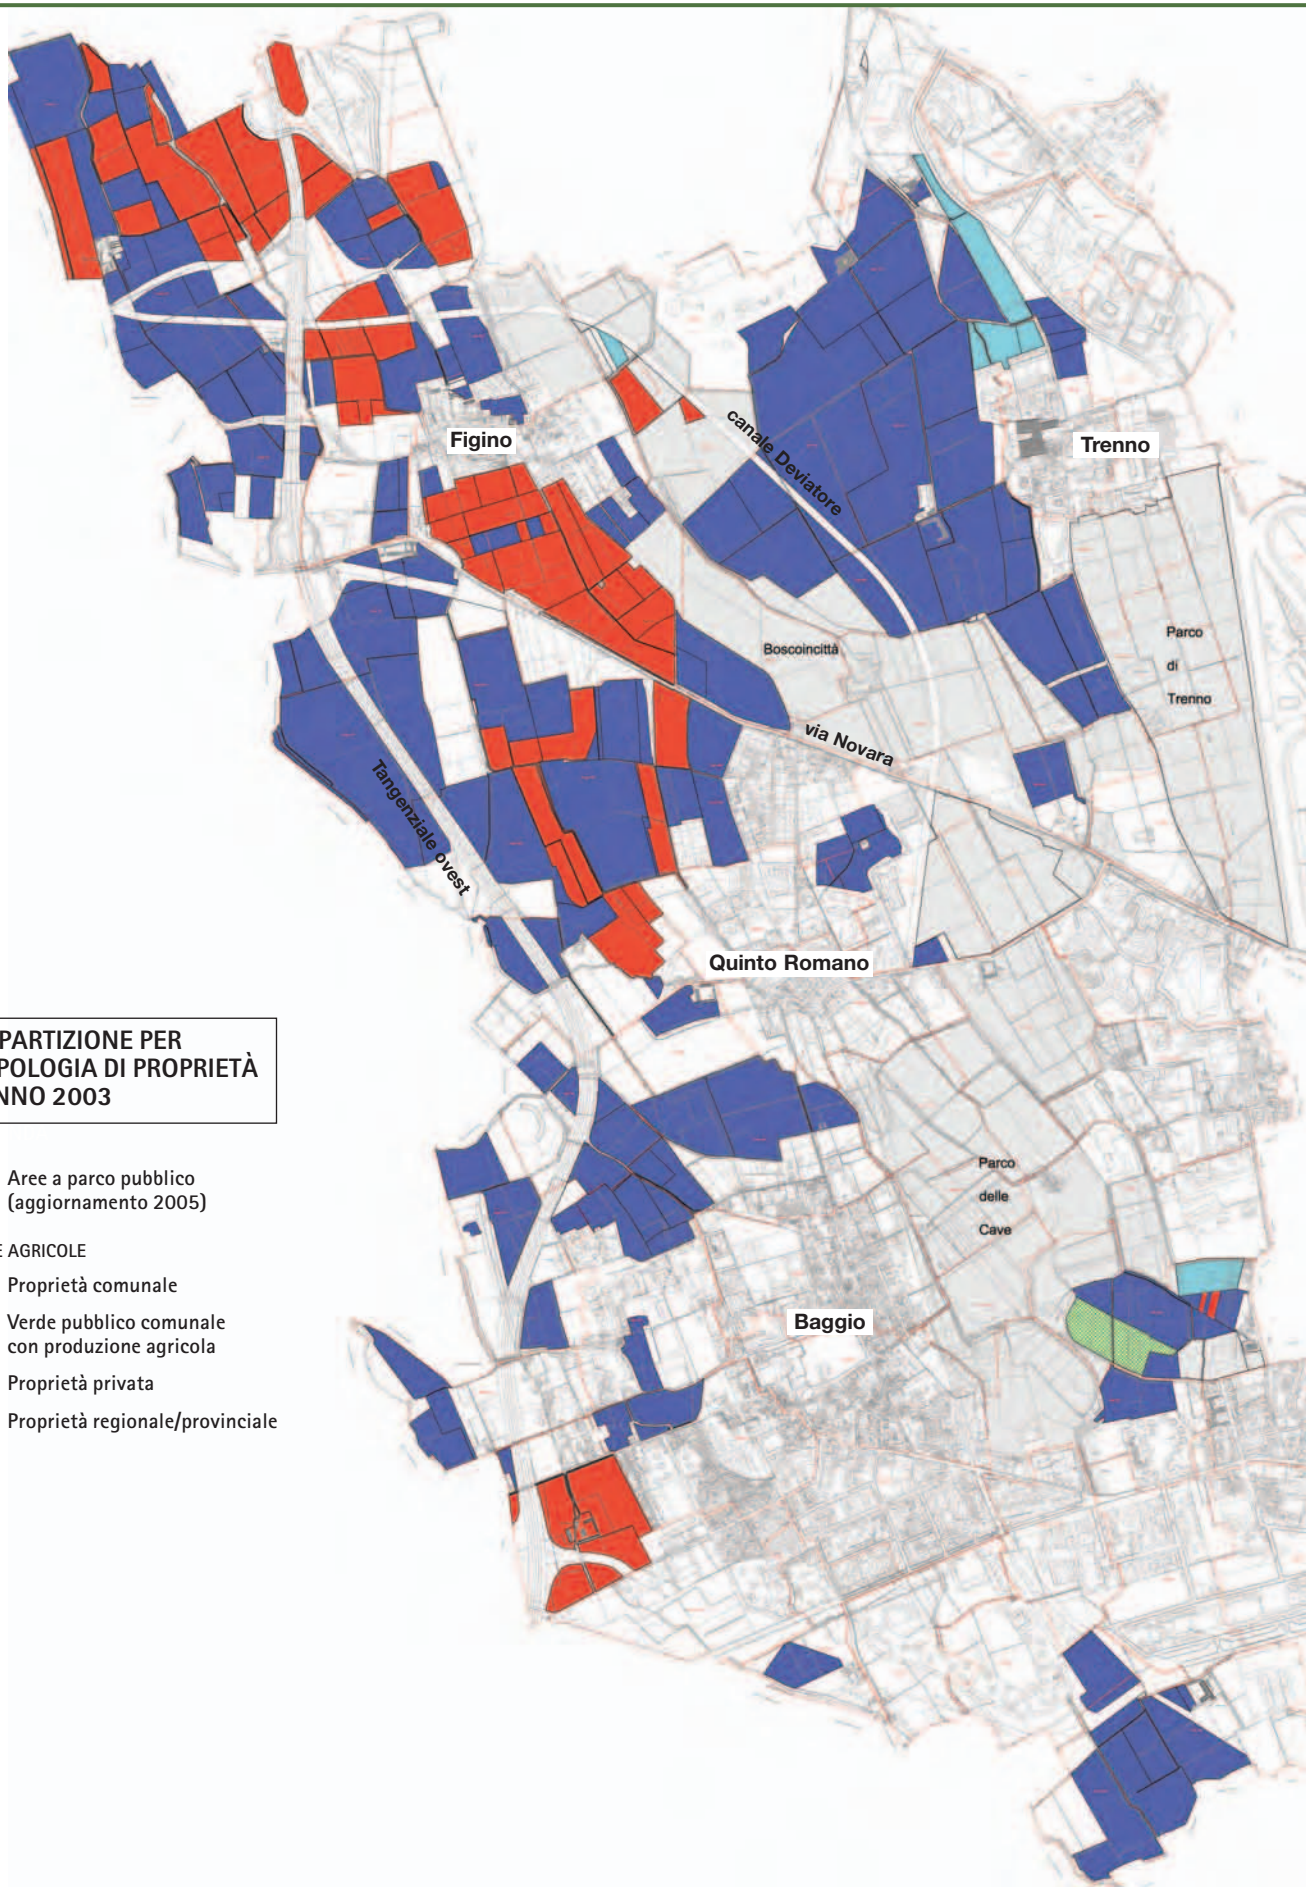 Figino
Trenno
canale Deviatore
Boscoincittà
Parco
di
Trenno
via Novara
Tangenziale ovest
Quinto Romano
PARTIZIONE PER
POLOGIA DI PROPRIETÀ
NNO 2003
Parco
delle
Cave
Aree a parco pubblico
(aggiornamento 2005)
E AGRICOLE
Proprietà comunale
Verde pubblico comunale
con produzione agricola
Proprietà privata
Proprietà regionale/provinciale
Baggio